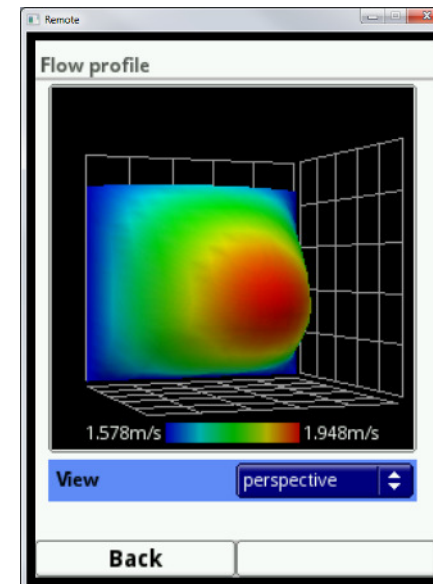 Remote
Flow profile
1.578m/s 1.948m/s
View perspective
Back